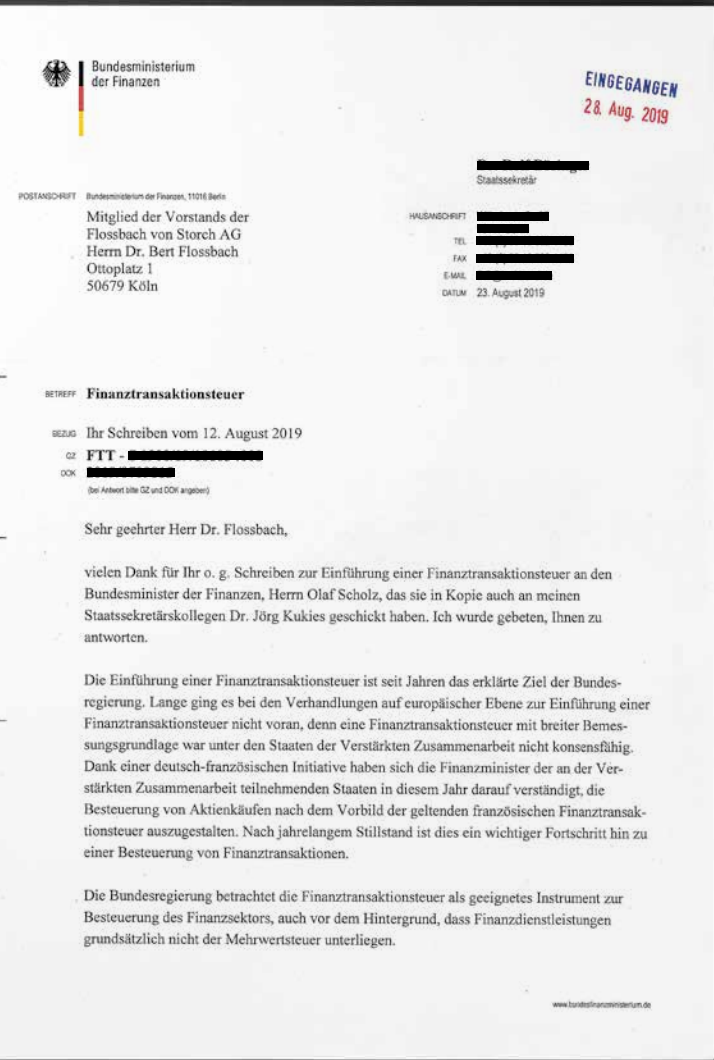 Bundesministerium
der Finanzen
EINGEGANGEN
28. Aug. 2019
Staatssekretär
POSTANSCHRIFT Bundesministerium der Finanzen, 11016 Berlin
Mitglied der Vorstands der
Flossbach von Storch AG
Herrn Dr. Bert Flossbach
Ottoplatz 1
50679 Köln
HAUSANSCHRIFT
TEL
FAX
E-MAIL
DATUM 23. August 2019
BETREFF Finanztransaktionsteuer
BEZUG Ihr Schreiben vom 12. August 2019
GZ FTT -
DOK
(bei Antwort bitte GZ und DOK angeben)
Sehr geehrter Herr Dr. Flossbach,
vielen Dank für Ihr o. g. Schreiben zur Einführung einer Finanztransaktionsteuer an den
Bundesminister der Finanzen, Herrn Olaf Scholz, das sie in Kopie auch an meinen
Staatssekretärskollegen Dr. Jörg Kukies geschickt haben. Ich wurde gebeten, Ihnen zu
antworten.
Die Einführung einer Finanztransaktionsteuer ist seit Jahren das erklärte Ziel der Bundes-
regierung. Lange ging es bei den Verhandlungen auf europäischer Ebene zur Einführung einer
Finanztransaktionsteuer nicht voran, denn eine Finanztransaktionsteuer mit breiter Bemes-
sungsgrundlage war unter den Staaten der Verstärkten Zusammenarbeit nicht konsensfähig.
Dank einer deutsch-französischen Initiative haben sich die Finanzminister der an der Ver-
stärkten Zusammenarbeit teilnehmenden Staaten in diesem Jahr darauf verständigt, die
Besteuerung von Aktienkäufen nach dem Vorbild der geltenden französischen Finanztransak-
tionsteuer auszugestalten. Nach jahrelangem Stillstand ist dies ein wichtiger Fortschritt hin zu
einer Besteuerung von Finanztransaktionen.
Die Bundesregierung betrachtet die Finanztransaktionsteuer als geeignetes Instrument zur
Besteuerung des Finanzsektors, auch vor dem Hintergrund, dass Finanzdienstleistungen
grundsätzlich nicht der Mehrwertsteuer unterliegen.
www.bundesfinanzministerium.de